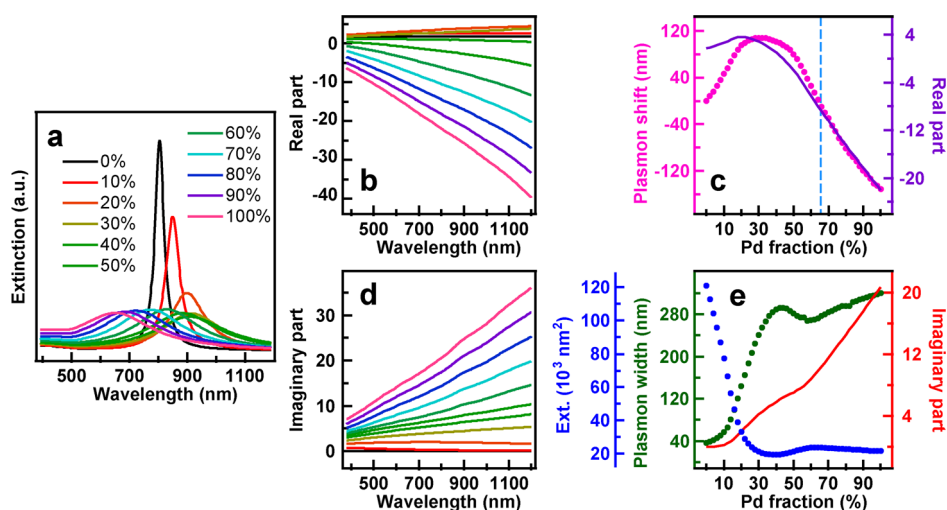 a
Extinction (a.u.)
0%
10%
20%
30%
40%
50%
60%
70%
80%
90%
100%
500 700 900 1100
Wavelength (nm)
b
Real part
0
-10
-20
-30
-40
500 700 900 1100
Wavelength (nm)
c
Plasmon shift (nm)
120
40
-40
-120
Real part
4
-4
-12
-20
10 30 50 70 90
Pd fraction (%)
d
Imaginary part
30
20
10
0
500 700 900 1100
Wavelength (nm)
e
Ext. (10³ nm²)
120
100
80
60
40
20
Plasmon width (nm)
280
200
120
40
Imaginary part
20
12
4
10 30 50 70 90
Pd fraction (%)